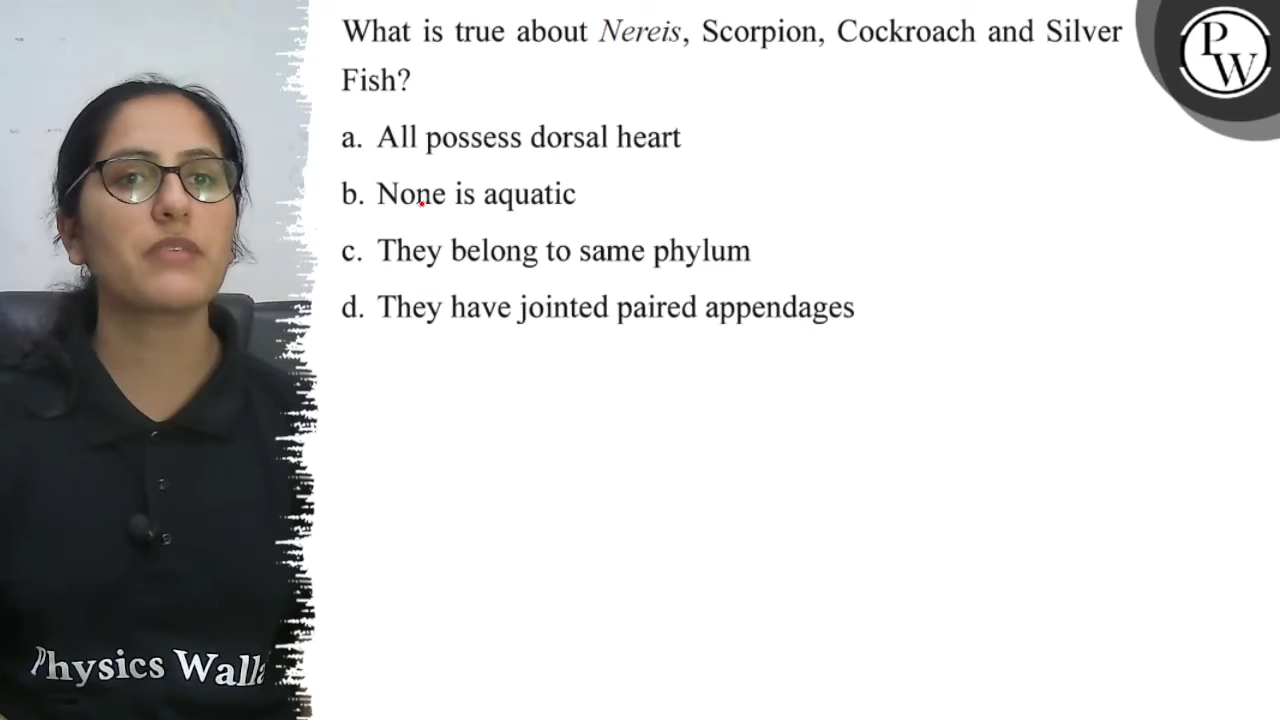 What is true about Nereis, Scorpion, Cockroach and Silver
Fish?
a. All possess dorsal heart
b. None is aquatic
c. They belong to same phylum
d. They have jointed paired appendages
PW
Physics Walla